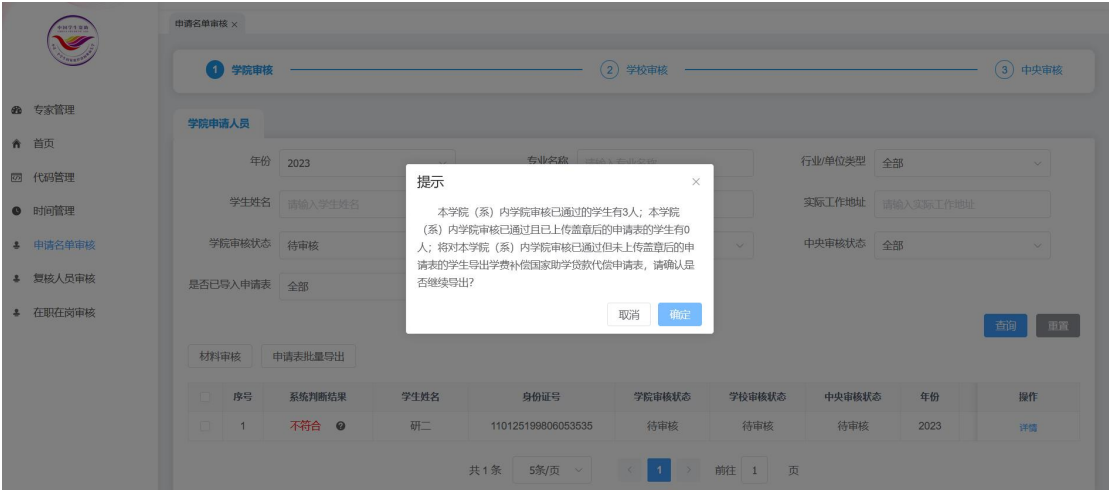 申请名单审核 ×
1 学院审核
2 学校审核
3 中央审核
专家管理
首页
代码管理
时间管理
申请名单审核
复核人员审核
在职在岗审核
学院申请人员
年份 2023
专业名称
行业/单位类型 全部
学生姓名 请输入学生姓名
实际工作地址 请输入实际工作地址
学院审核状态 待审核
中央审核状态 全部
是否已导入申请表 全部
提示 ×
本学院（系）内学院审核已通过的学生有3人；本学院
（系）内学院审核已通过且已上传盖章后的申请表的学生有0
人；将对本学院（系）内学院审核已通过但未上传盖章后的申
请表的学生导出学费补偿国家助学贷款代偿申请表，请确认是
否继续导出?
取消 确定
查询 重置
材料审核 申请表批量导出
序号 系统判断结果 学生姓名 身份证号 学院审核状态 学校审核状态 中央审核状态 年份 操作
1 不符合 研二 110125199806053535 待审核 待审核 待审核 2023 详情
共 1 条 5条/页 < 1 > 前往 1 页